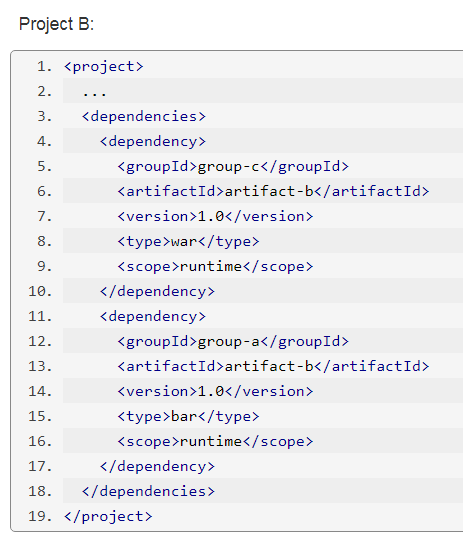 Project B:
1. <project>
2.   ...
3.   <dependencies>
4.     <dependency>
5.       <groupId>group-c</groupId>
6.       <artifactId>artifact-b</artifactId>
7.       <version>1.0</version>
8.       <type>war</type>
9.       <scope>runtime</scope>
10.     </dependency>
11.     <dependency>
12.       <groupId>group-a</groupId>
13.       <artifactId>artifact-b</artifactId>
14.       <version>1.0</version>
15.       <type>bar</type>
16.       <scope>runtime</scope>
17.     </dependency>
18.   </dependencies>
19. </project>